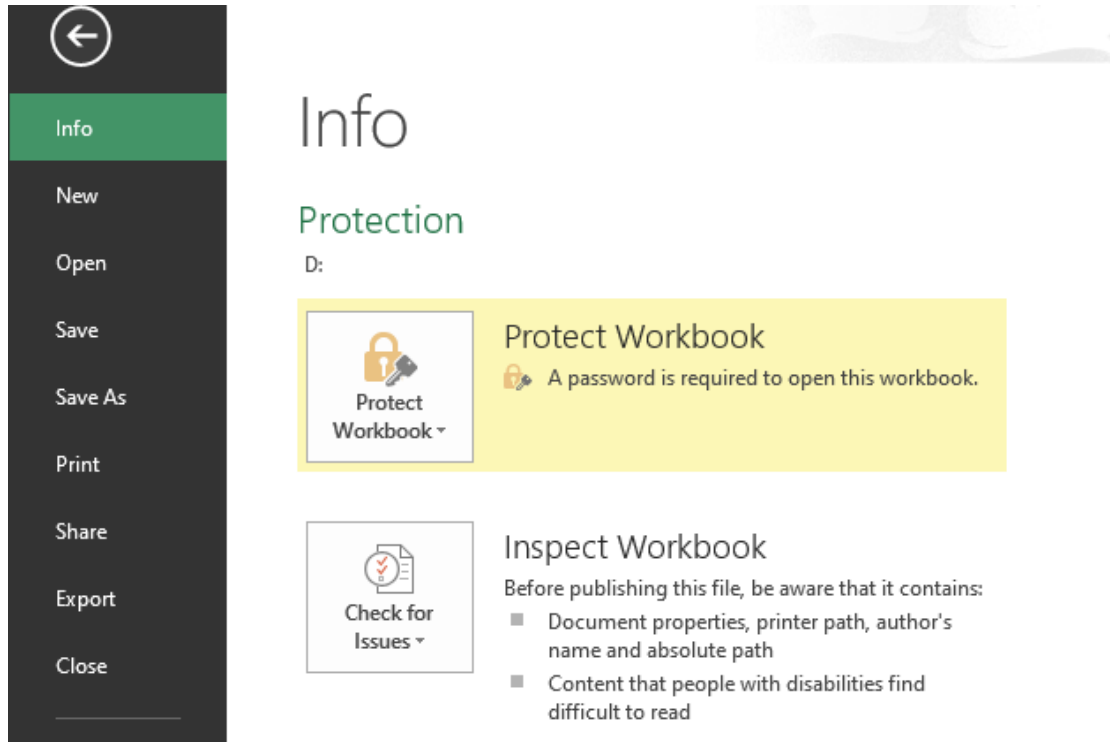 Info
New
Open
Save
Save As
Print
Share
Export
Close
Info
Protection
D:
Protect
Workbook
Protect Workbook
A password is required to open this workbook.
Check for
Issues
Inspect Workbook
Before publishing this file, be aware that it contains:
Document properties, printer path, author's
name and absolute path
Content that people with disabilities find
difficult to read